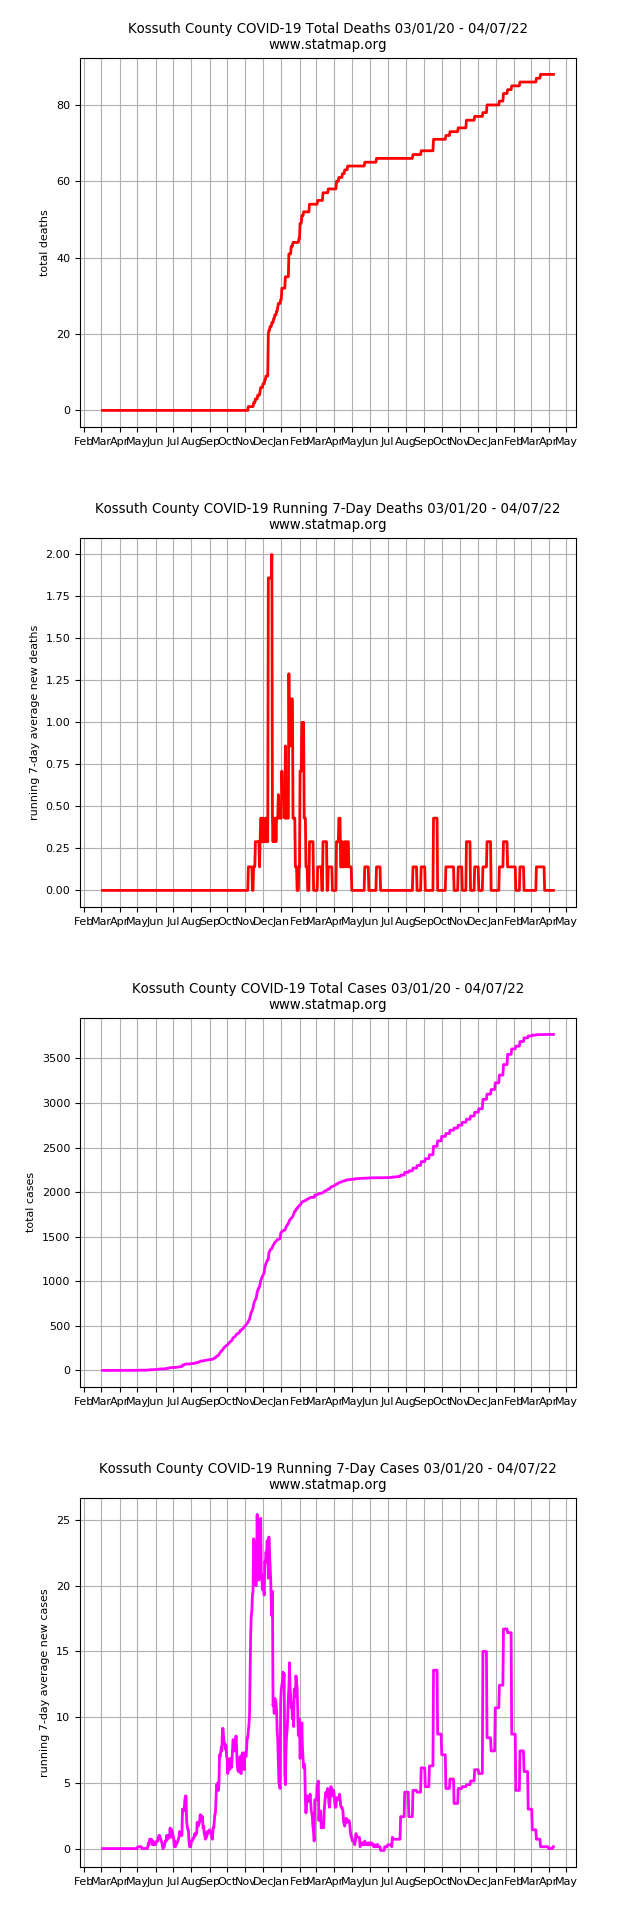 Kossuth County COVID-19 Total Deaths 03/01/20 - 04/07/22
www.statmap.org
80
60
40
20
0
total deaths
Feb Mar Apr May Jun Jul Aug Sep Oct Nov Dec Jan Feb Mar Apr May Jun Jul Aug Sep Oct Nov Dec Jan Feb Mar Apr May
Kossuth County COVID-19 Running 7-Day Deaths 03/01/20 - 04/07/22
www.statmap.org
2.00
1.75
1.50
1.25
1.00
0.75
0.50
0.25
0.00
running 7-day average new deaths
Feb Mar Apr May Jun Jul Aug Sep Oct Nov Dec Jan Feb Mar Apr May Jun Jul Aug Sep Oct Nov Dec Jan Feb Mar Apr May
Kossuth County COVID-19 Total Cases 03/01/20 - 04/07/22
www.statmap.org
3500
3000
2500
2000
1500
1000
500
0
total cases
Feb Mar Apr May Jun Jul Aug Sep Oct Nov Dec Jan Feb Mar Apr May Jun Jul Aug Sep Oct Nov Dec Jan Feb Mar Apr May
Kossuth County COVID-19 Running 7-Day Cases 03/01/20 - 04/07/22
www.statmap.org
25
20
15
10
5
0
running 7-day average new cases
Feb Mar Apr May Jun Jul Aug Sep Oct Nov Dec Jan Feb Mar Apr May Jun Jul Aug Sep Oct Nov Dec Jan Feb Mar Apr May